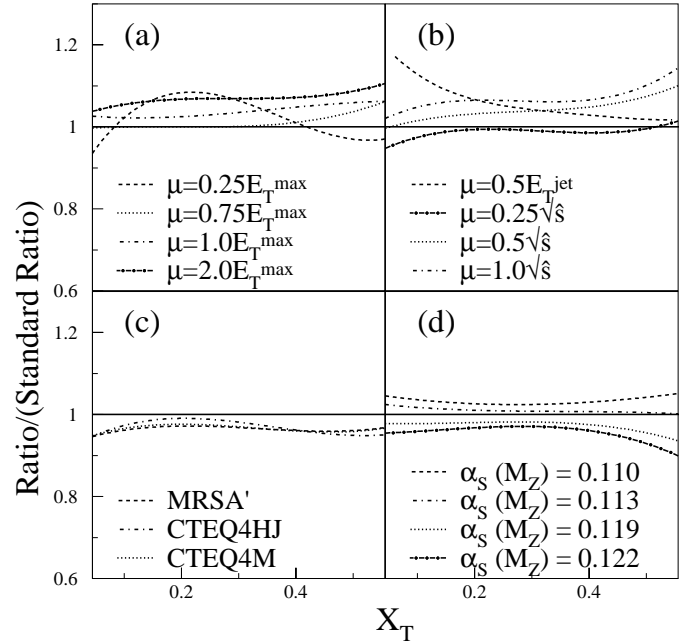 Ratio/(Standard Ratio)
(a)
1.2
1
0.8
0.6
μ=0.25E_T^max
μ=0.75E_T^max
μ=1.0E_T^max
μ=2.0E_T^max
(b)
μ=0.5E_T^jet
μ=0.25√ŝ
μ=0.5√ŝ
μ=1.0√ŝ
(c)
1.2
1
0.8
0.6
MRSA'
CTEQ4HJ
CTEQ4M
0.2 0.4
(d)
α_S (M_Z) = 0.110
α_S (M_Z) = 0.113
α_S (M_Z) = 0.119
α_S (M_Z) = 0.122
0.2 0.4
X_T